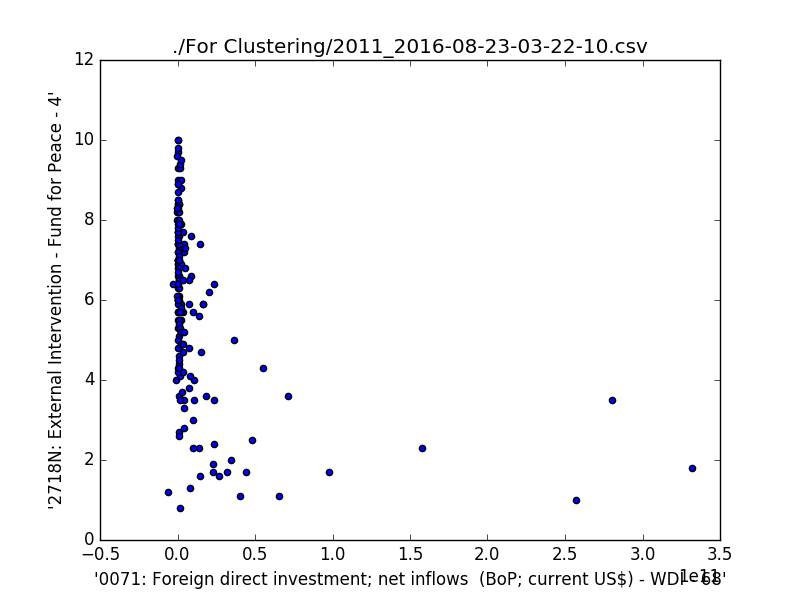 ./For Clustering/2011_2016-08-23-03-22-10.csv
12
10
8
6
4
2
0
'2718N: External Intervention - Fund for Peace - 4'
−0.5 0.0 0.5 1.0 1.5 2.0 2.5 3.0 3.5
1e11
'0071: Foreign direct investment; net inflows  (BoP; current US$) - WDI - 68'